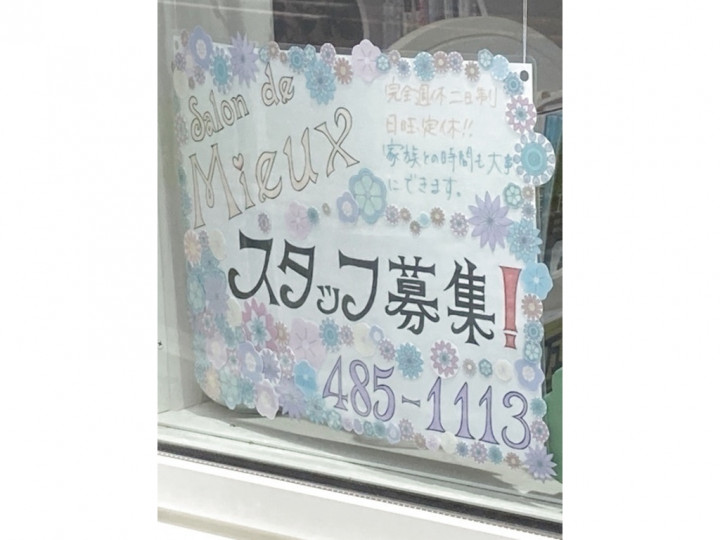 Salon de
Mieux
完全週休二日制
日曜定休!!
家族との時間も大事
にできます。
スタッフ募集!
485-1113